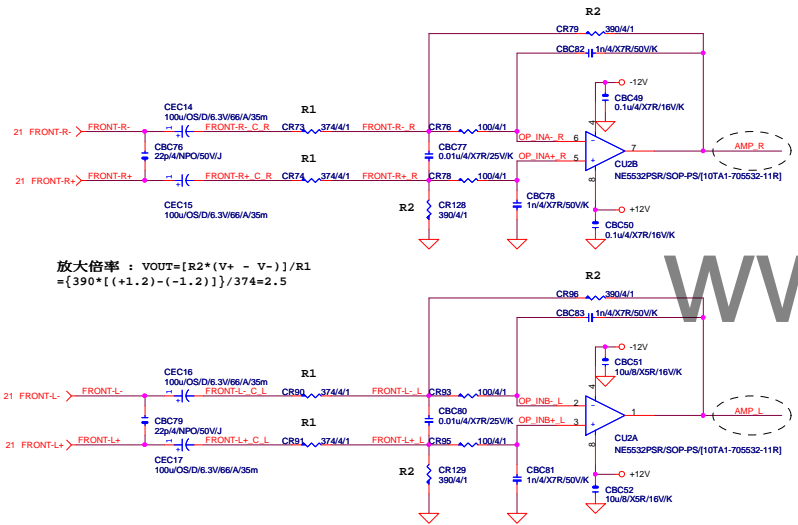 R2
CR79 390/4/1
CBC82 1n/4/X7R/50V/K
-12V
CBC49
0.1u/4/X7R/16V/K
CEC14
100u/OS/D/6.3V/66/A/35m
R1
21 FRONT-R- FRONT-R- 1 + FRONT-R-_C_R CR73 374/4/1 FRONT-R-_R CR76 100/4/1
4
OP_INA-_R 6 -
7 AMP_R
CBC76
22p/4/NPO/50V/J
R1
CBC77
0.01u/4/X7R/25V/K
OP_INA+_R 5 +
CU2B
NE5532PSR/SOP-PS/[10TA1-705532-11R]
21 FRONT-R+ FRONT-R+ 1 + FRONT-R+_C_R CR74 374/4/1 FRONT-R+_R CR78 100/4/1
8
CEC15
100u/OS/D/6.3V/66/A/35m
R2
CR128
390/4/1
CBC78
1n/4/X7R/50V/K
+12V
CBC50
0.1u/4/X7R/16V/K
放大倍率 : VOUT=[R2*(V+ - V-)]/R1
={390*[(+1.2)-(-1.2)]}/374=2.5
WW
R2
CR96 390/4/1
CBC83 1n/4/X7R/50V/K
-12V
CBC51
10u/8/X5R/16V/K
CEC16
100u/OS/D/6.3V/66/A/35m
R1
21 FRONT-L- FRONT-L- 1 + FRONT-L-_C_L CR90 374/4/1 FRONT-L-_L CR93 100/4/1
4
OP_INB-_L 2 -
1 AMP_L
CBC79
22p/4/NPO/50V/J
R1
CBC80
0.01u/4/X7R/25V/K
OP_INB+_L 3 +
CU2A
NE5532PSR/SOP-PS/[10TA1-705532-11R]
21 FRONT-L+ FRONT-L+ 1 + FRONT-L+_C_L CR91 374/4/1 FRONT-L+_L CR95 100/4/1
8
CEC17
100u/OS/D/6.3V/66/A/35m
R2
CR129
390/4/1
CBC81
1n/4/X7R/50V/K
+12V
CBC52
10u/8/X5R/16V/K